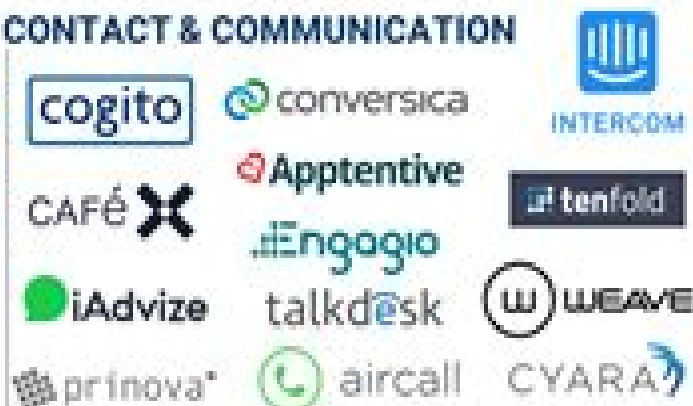 CONTACT & COMMUNICATION
cogito
conversica
INTERCOM
Apptentive
CAFé X
tenfold
Engagio
iAdvize
talkdesk
W WEAVE
prinova
aircall
CYARA